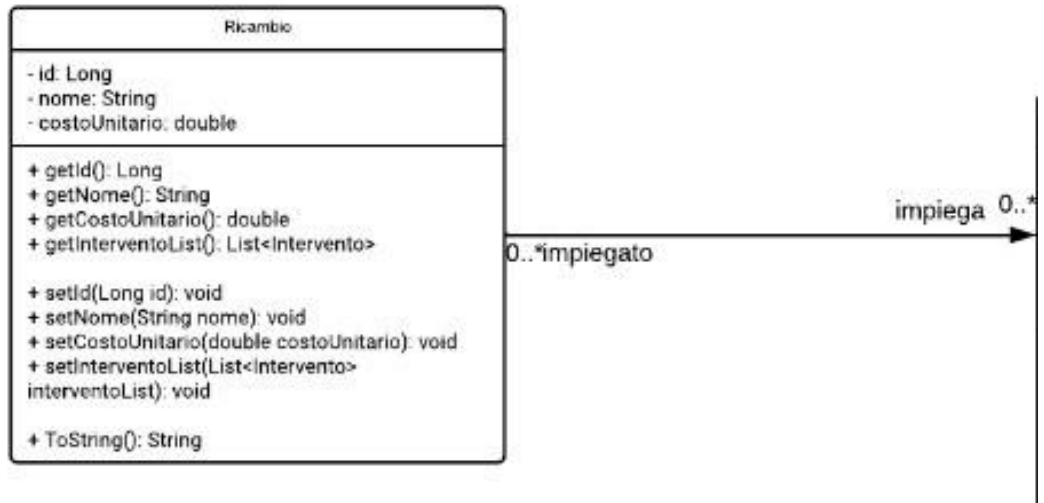 Ricambio
- id: Long
- nome: String
- costoUnitario: double
+ getId(): Long
+ getNome(): String
+ getCostoUnitario(): double
+ getInterventoList(): List<Intervento>
+ setId(Long id): void
+ setNome(String nome): void
+ setCostoUnitario(double costoUnitario): void
+ setInterventoList(List<Intervento>
interventoList): void
+ ToString(): String
impiega 0..*
0..*impiegato